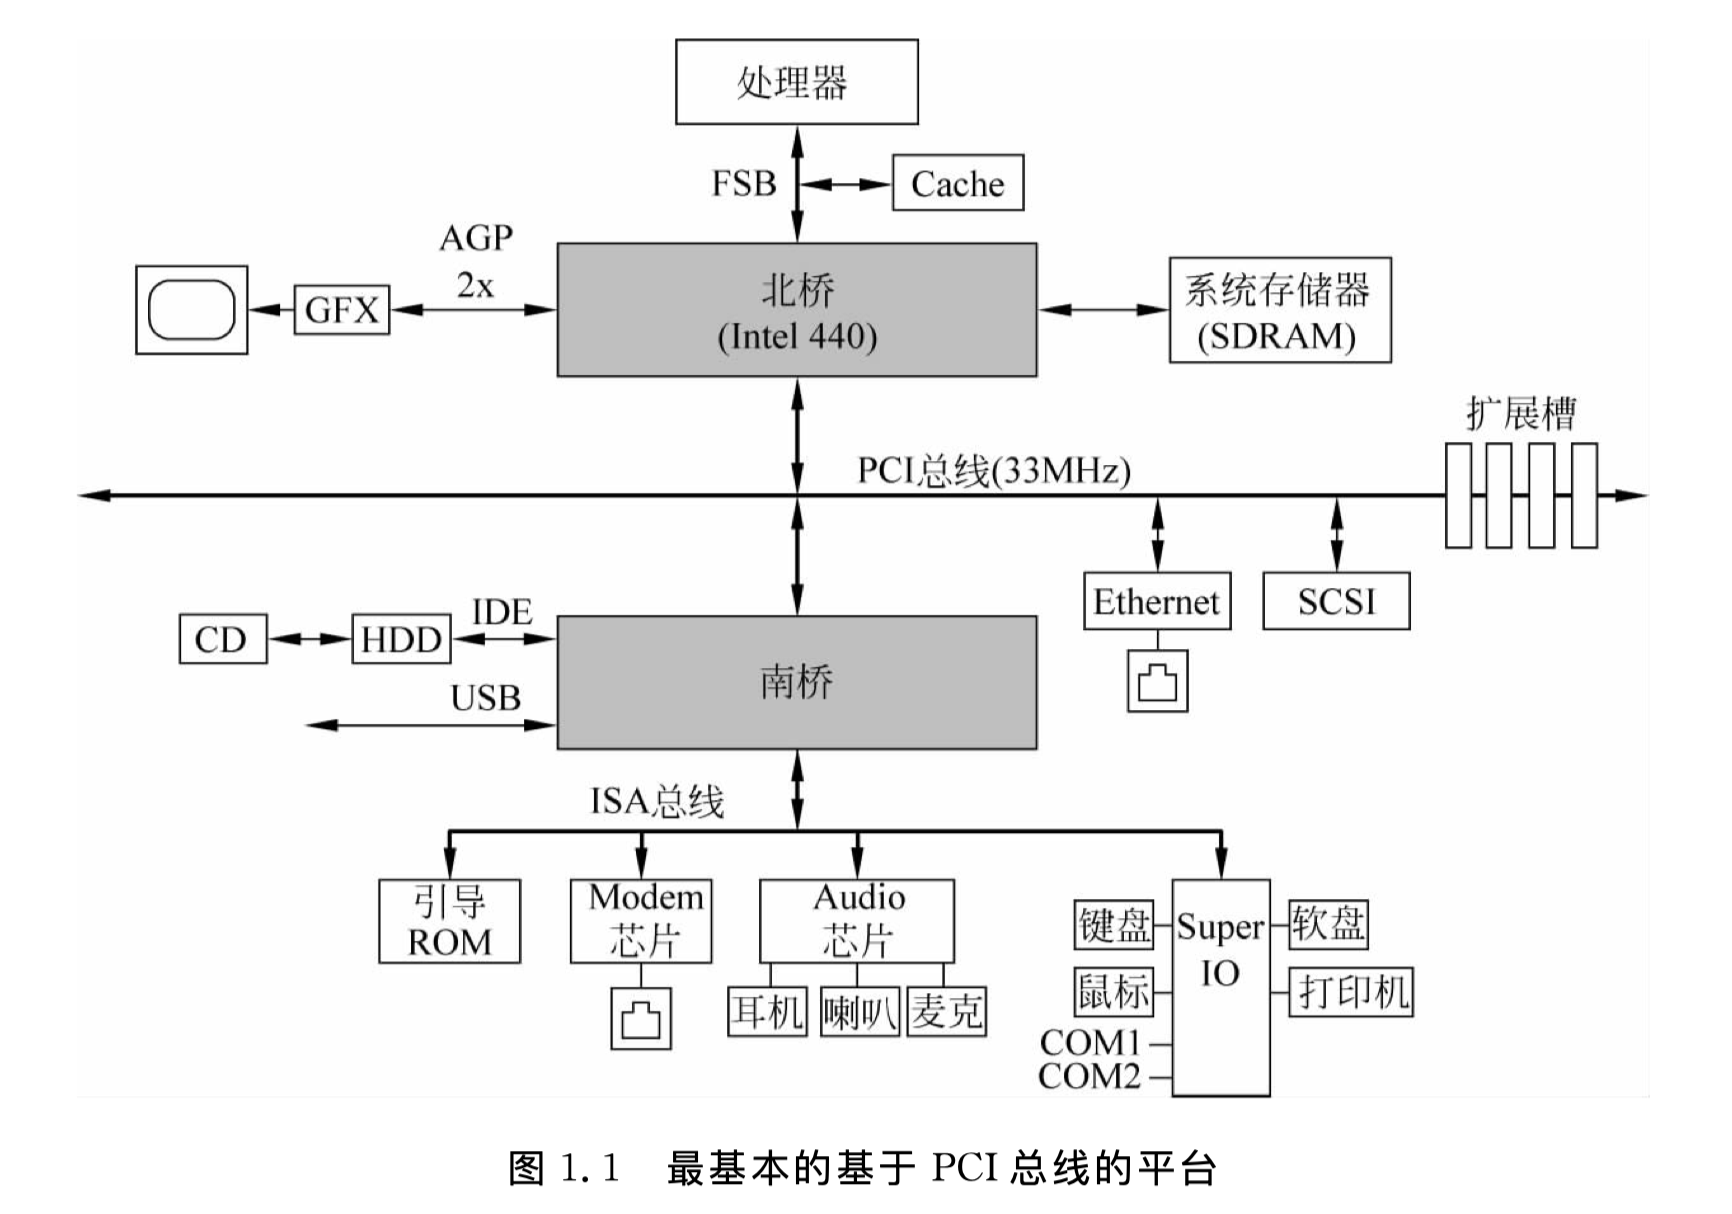 处理器
FSB
Cache
AGP
2x
GFX
北桥
(Intel 440)
系统存储器
(SDRAM)
扩展槽
PCI总线(33MHz)
Ethernet
SCSI
CD
HDD
IDE
USB
南桥
ISA总线
引导
ROM
Modem
芯片
Audio
芯片
耳机
喇叭
麦克
键盘
鼠标
COM1
COM2
Super
IO
软盘
打印机
图 1.1 最基本的基于 PCI 总线的平台